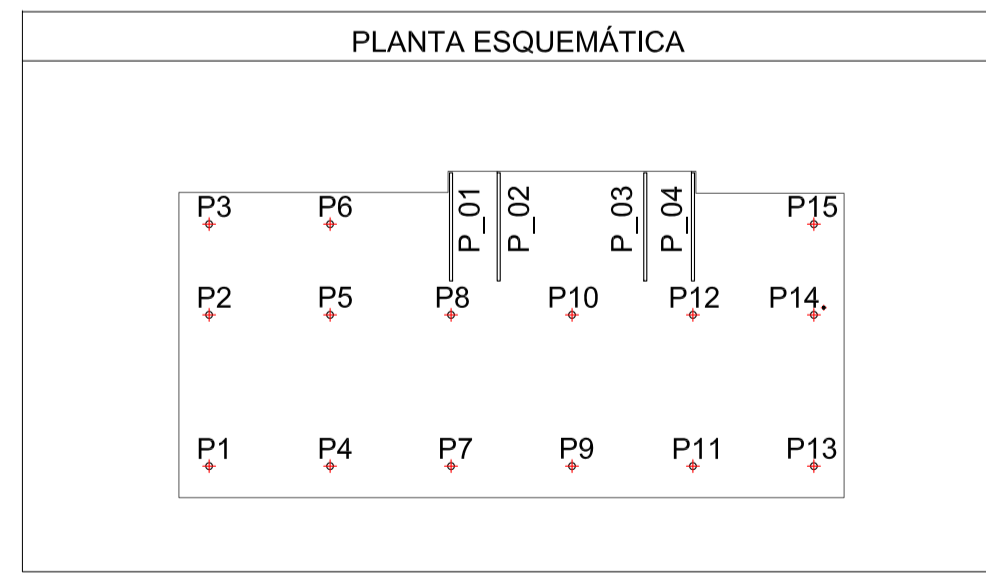 PLANTA ESQUEMÁTICA
P_01
P_02
P_03
P_04
P3 P6 P15
P2 P5 P8 P10 P12 P14.
P1 P4 P7 P9 P11 P13